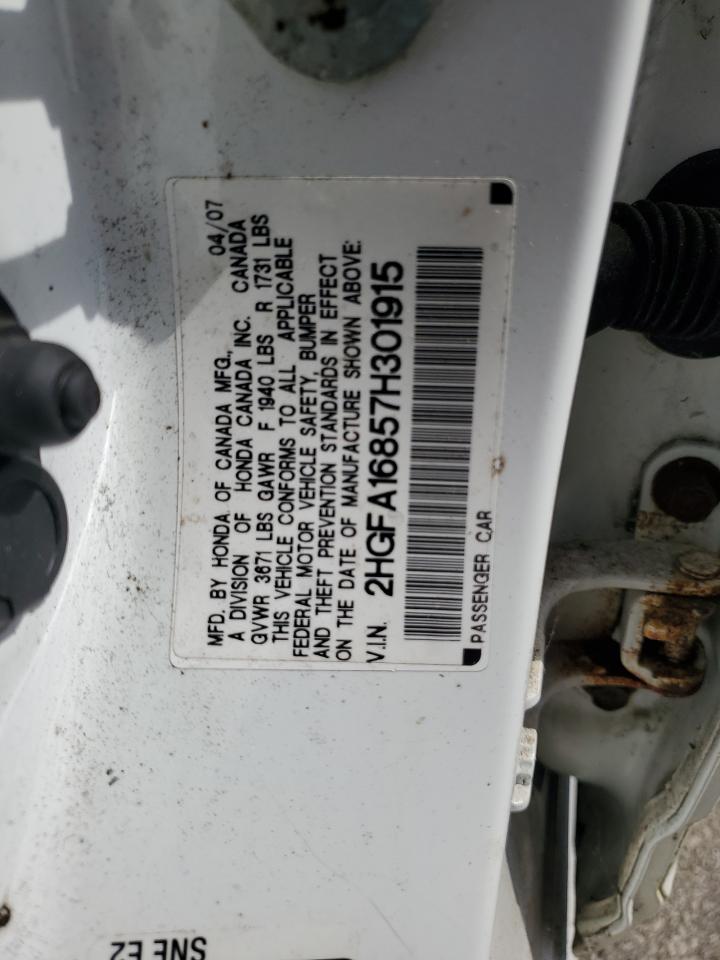 MFD. BY HONDA OF CANADA MFG., 04/07
A DIVISION OF HONDA CANADA INC. CANADA
GVWR 3671 LBS GAWR F 1940 LBS R 1731 LBS
THIS VEHICLE CONFORMS TO ALL APPLICABLE
FEDERAL MOTOR VEHICLE SAFETY, BUMPER
AND THEFT PREVENTION STANDARDS IN EFFECT
ON THE DATE OF MANUFACTURE SHOWN ABOVE.
V.I.N. 2HGFA16857H301915
PASSENGER CAR
SNE E2